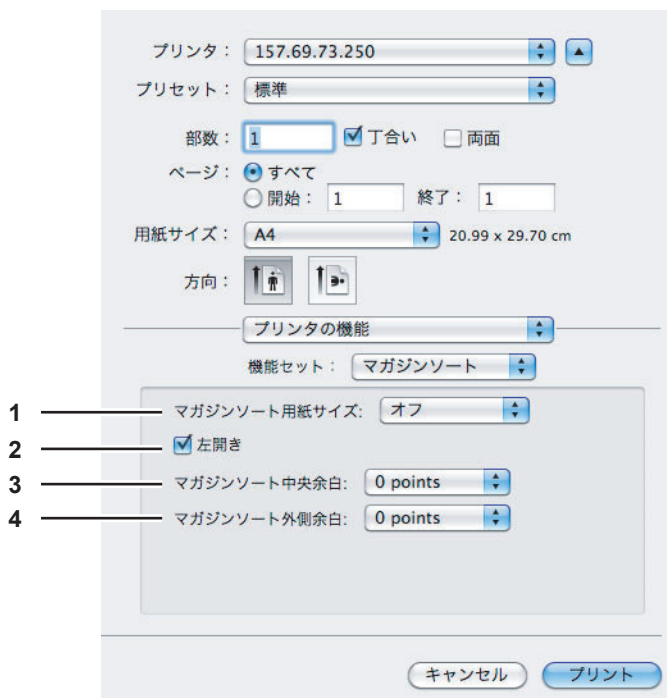 プリンタ： 157.69.73.250
プリセット： 標準
部数： 1 丁合い 両面
ページ： すべて
開始： 1 終了： 1
用紙サイズ： A4 20.99 x 29.70 cm
方向：
プリンタの機能
機能セット： マガジンソート
1 マガジンソート用紙サイズ: オフ
2 左開き
3 マガジンソート中央余白: 0 points
4 マガジンソート外側余白: 0 points
キャンセル プリント